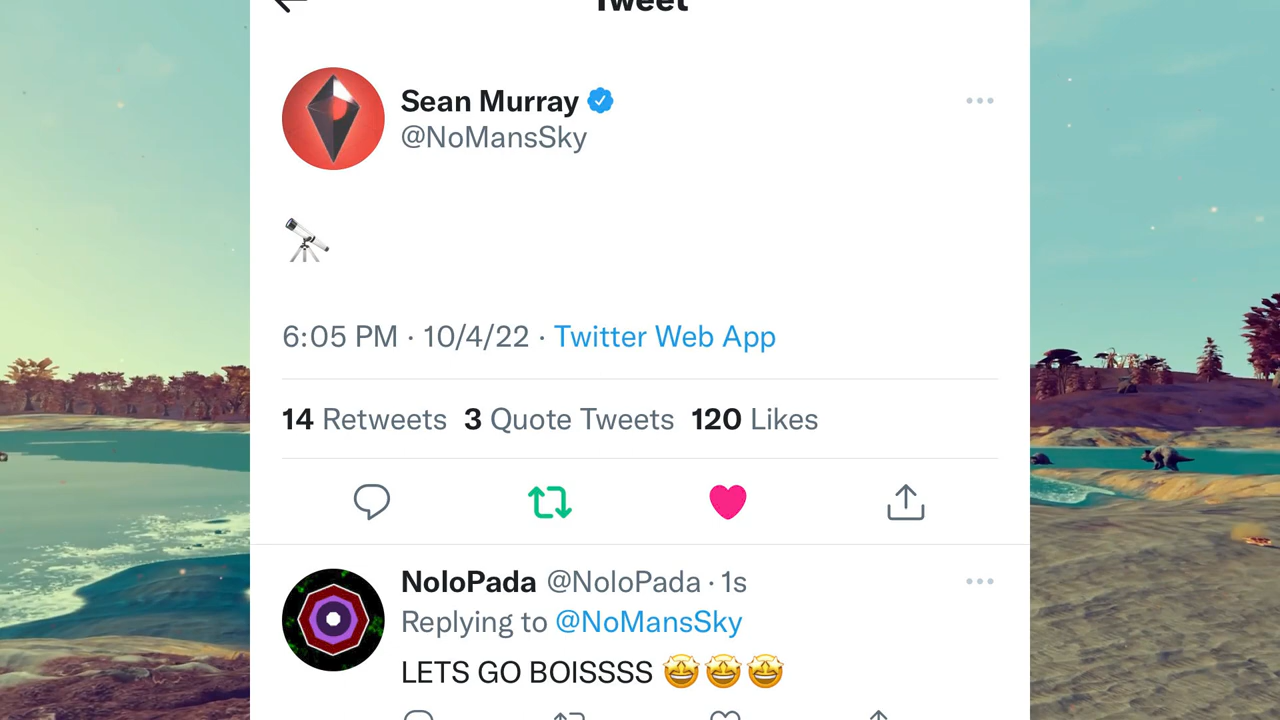 Tweet
Sean Murray
@NoMansSky
🔭
6:05 PM · 10/4/22 · Twitter Web App
14 Retweets 3 Quote Tweets 120 Likes
NoloPada @NoloPada · 1s
Replying to @NoMansSky
LETS GO BOISSSS 🤩🤩🤩